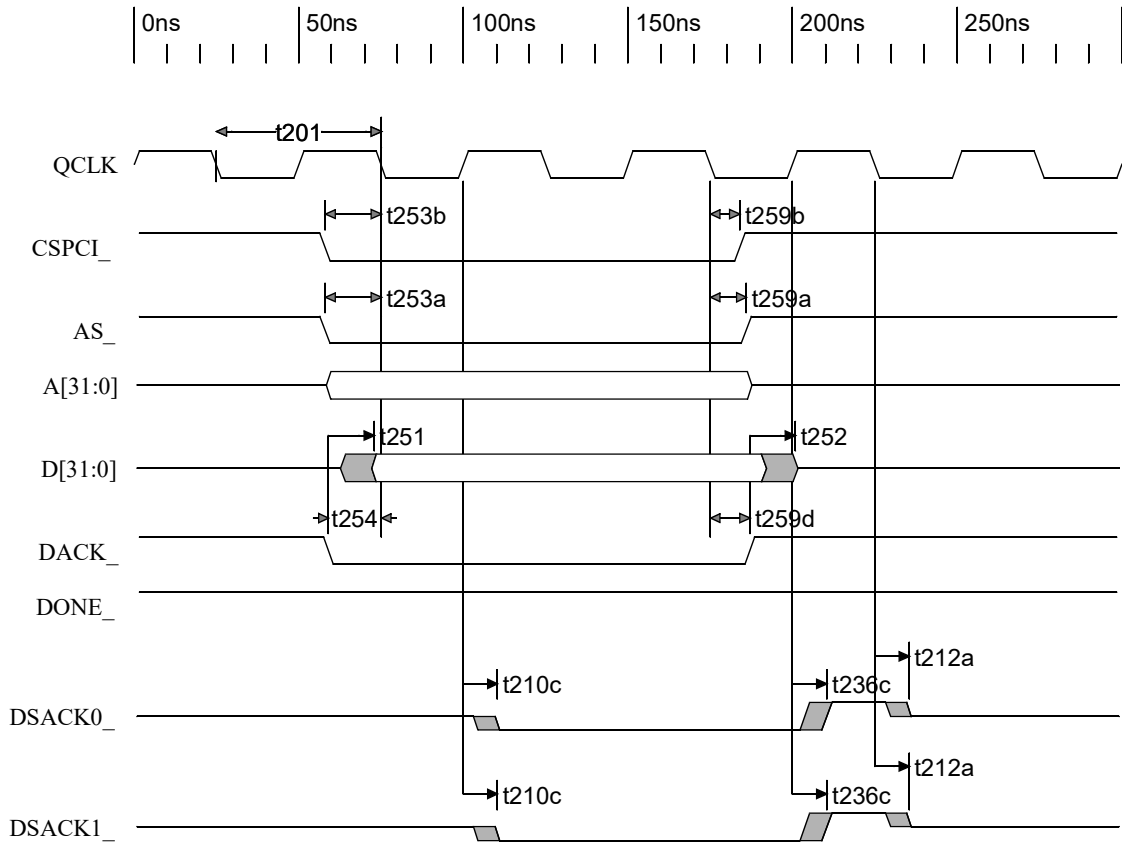 0ns 50ns 100ns 150ns 200ns 250ns
t201
QCLK
t253b t259b
CSPCI_
t253a t259a
AS_
A[31:0]
t251 t252
D[31:0]
t254 t259d
DACK_
DONE_
t212a
t210c t236c
DSACK0_
t212a
t210c t236c
DSACK1_